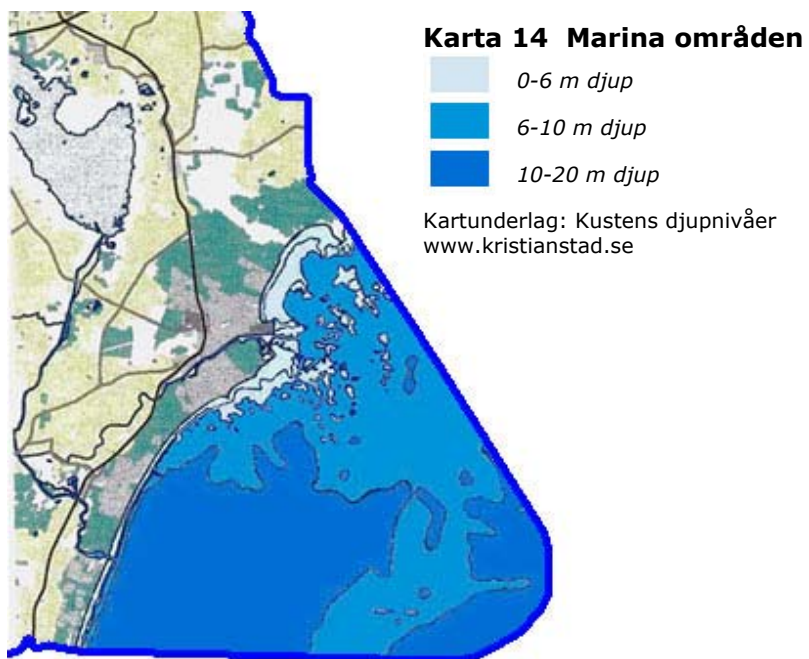 Karta 14  Marina områden
0-6 m djup
6-10 m djup
10-20 m djup
Kartunderlag: Kustens djupnivåer
www.kristianstad.se